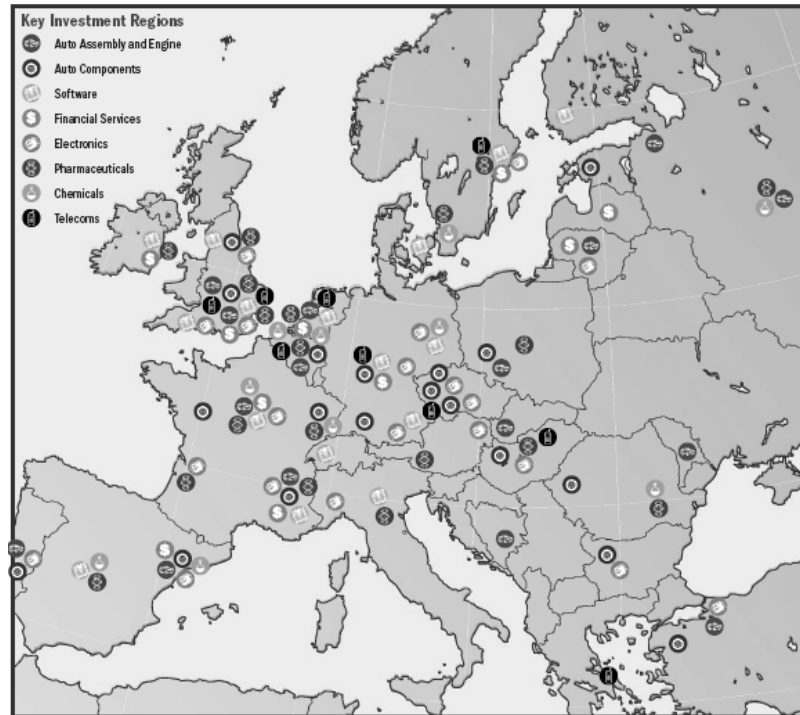 Key Investment Regions
Auto Assembly and Engine
Auto Components
Software
Financial Services
Electronics
Pharmaceuticals
Chemicals
Telecoms